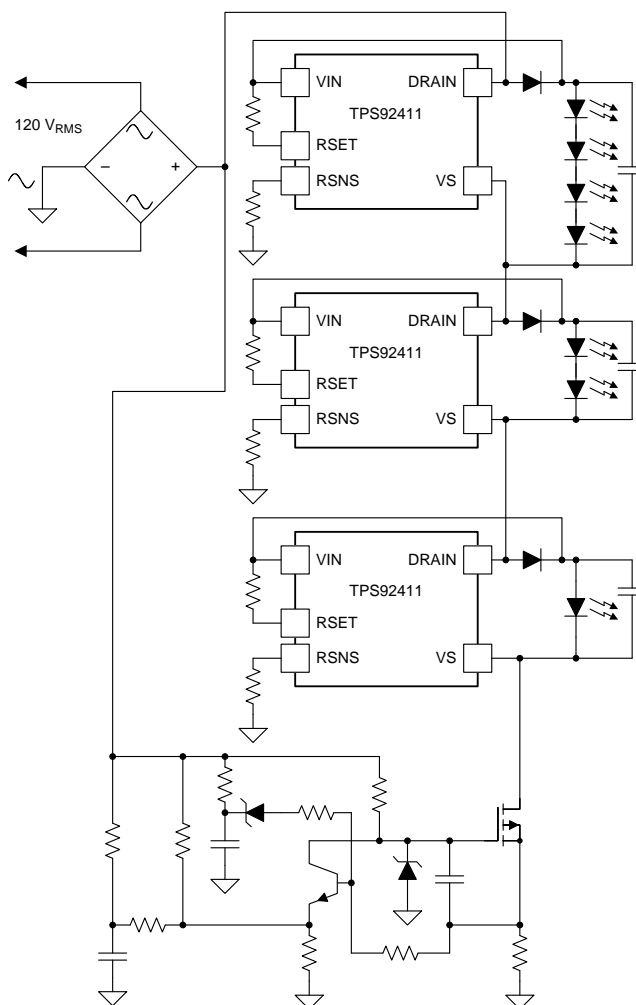 VIN DRAIN
TPS92411
120 VRMS
RSET
RSNS VS
VIN DRAIN
TPS92411
RSET
RSNS VS
VIN DRAIN
TPS92411
RSET
RSNS VS